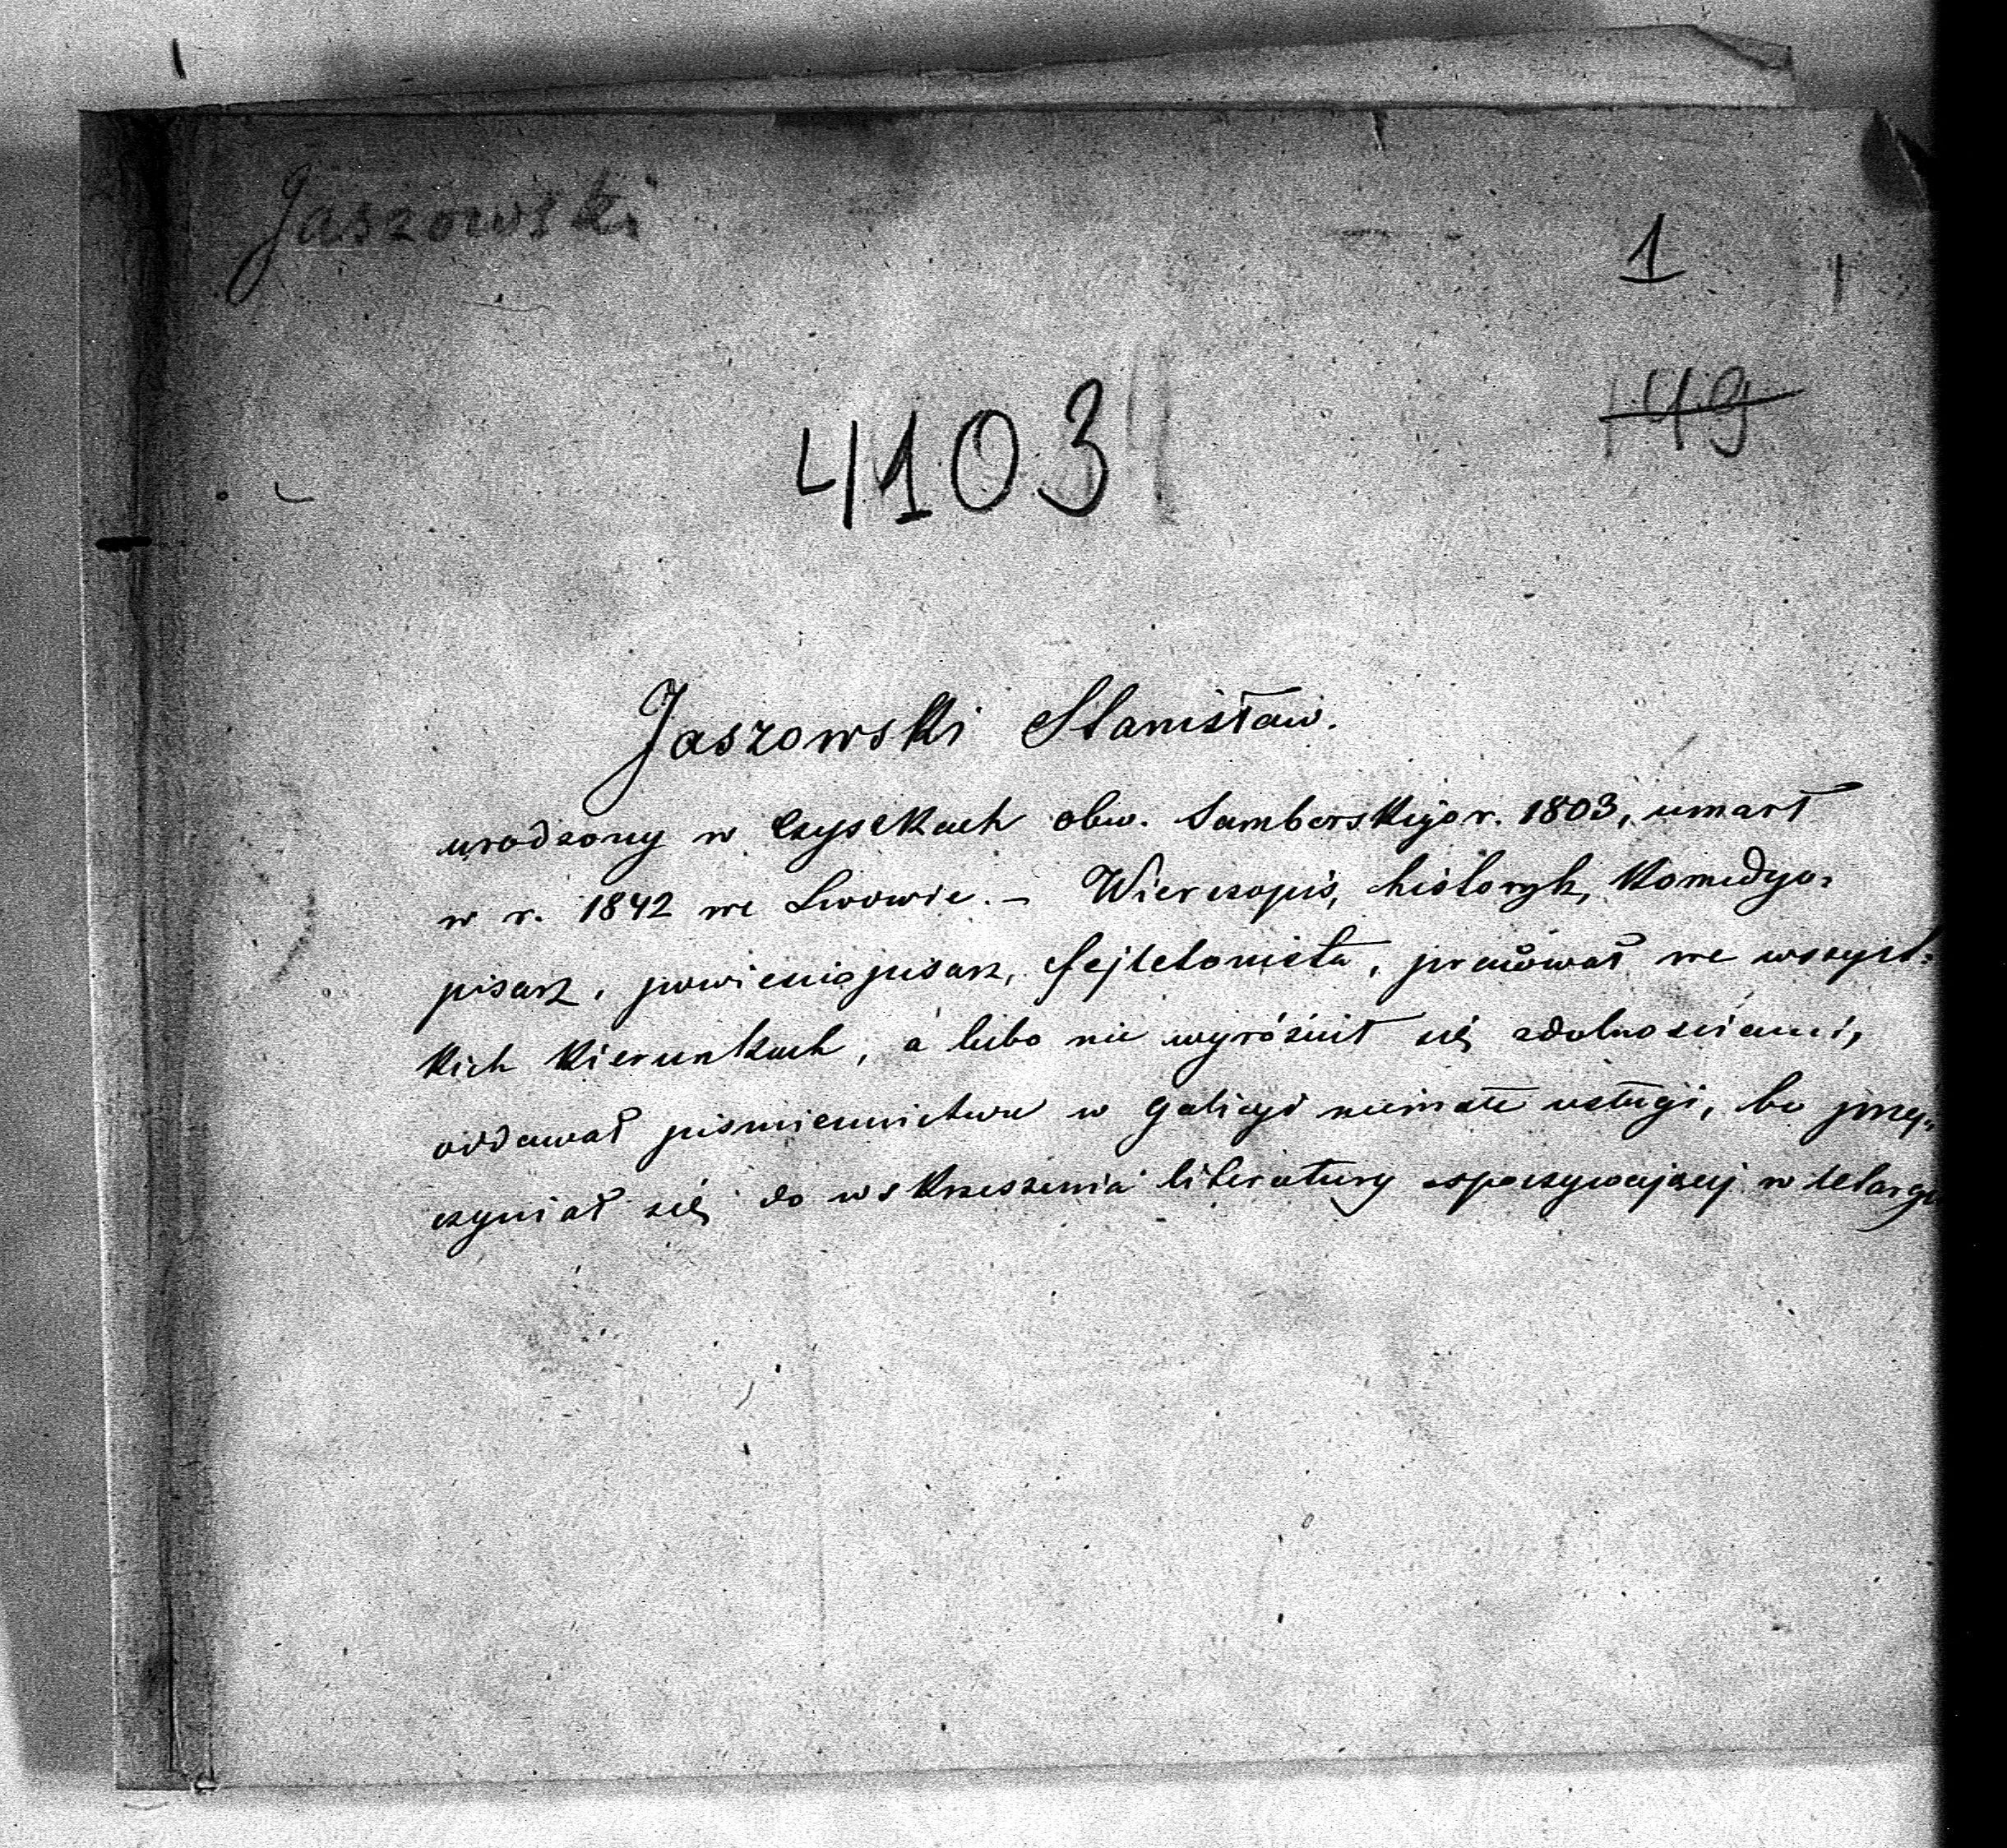 Jaszowski
1
149
4103
Jaszowski Stanisław.
urodzony w Czyszkach obw. Samborskiego r. 1803, umarł
w r. 1842 we Lwowie. – Wierszopis, historyk, Komedyo-
pisarz, powieściopisarz, fejletonista, pracował we wszyst-
kich kierunkach, a lubo nie wyróżnił się zdolnościami,
oddawał piśmiennictwu w Galicyi niemałe usługi, bo przy-
czyniał się do wskrzeszenia literatury spoczywającej w letargu